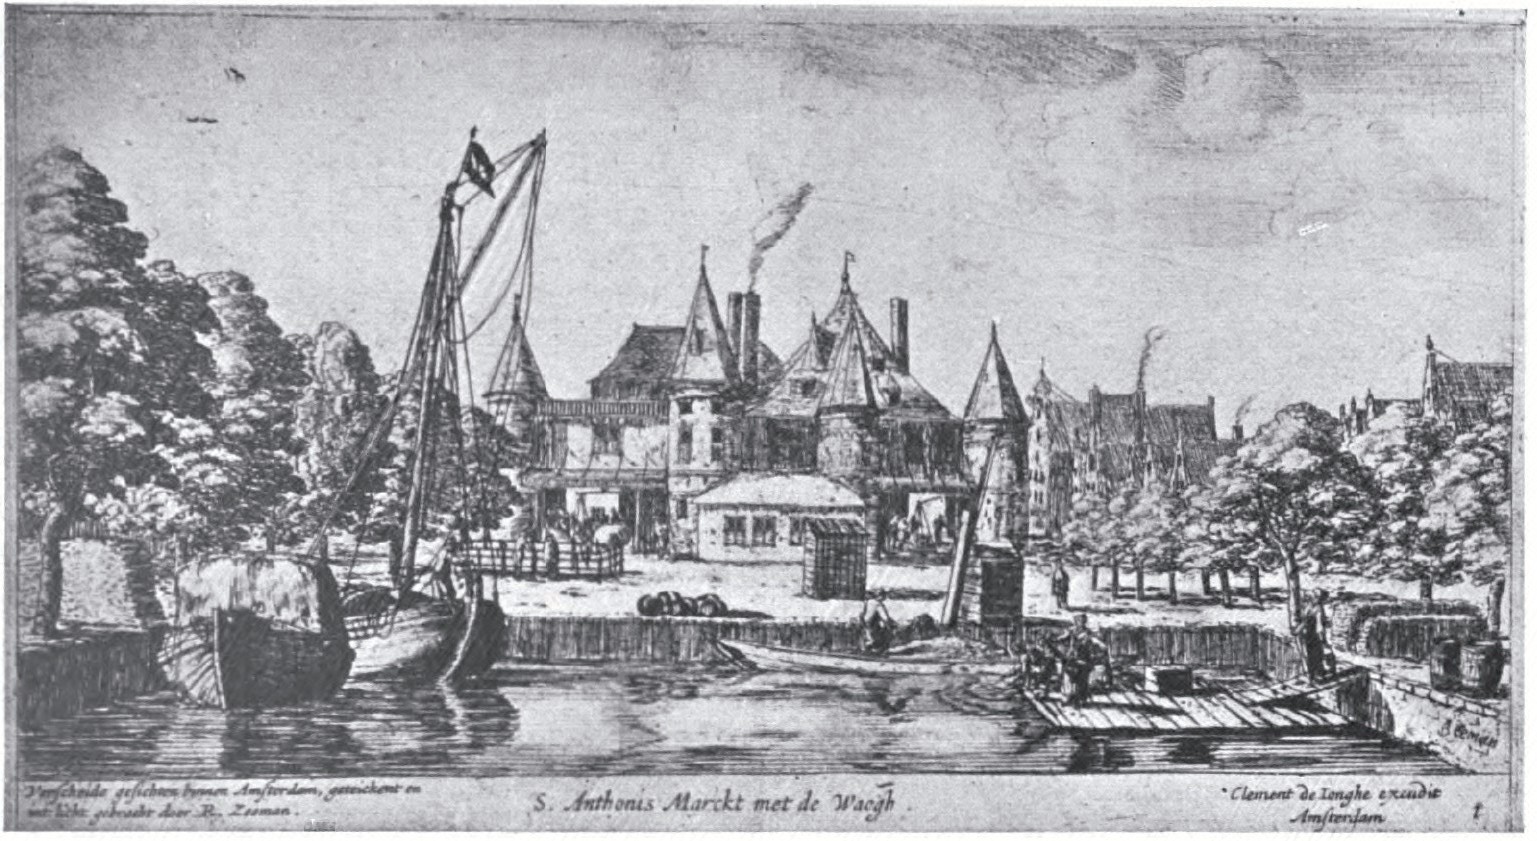 Verscheide gesichten bynnen Amsterdam, geteickent en
int licht gebracht door R. Zeeman.
S. Anthonis Marckt met de Waegh.
Clement de Ionghe excudit
Amsterdam
1
Zeeman